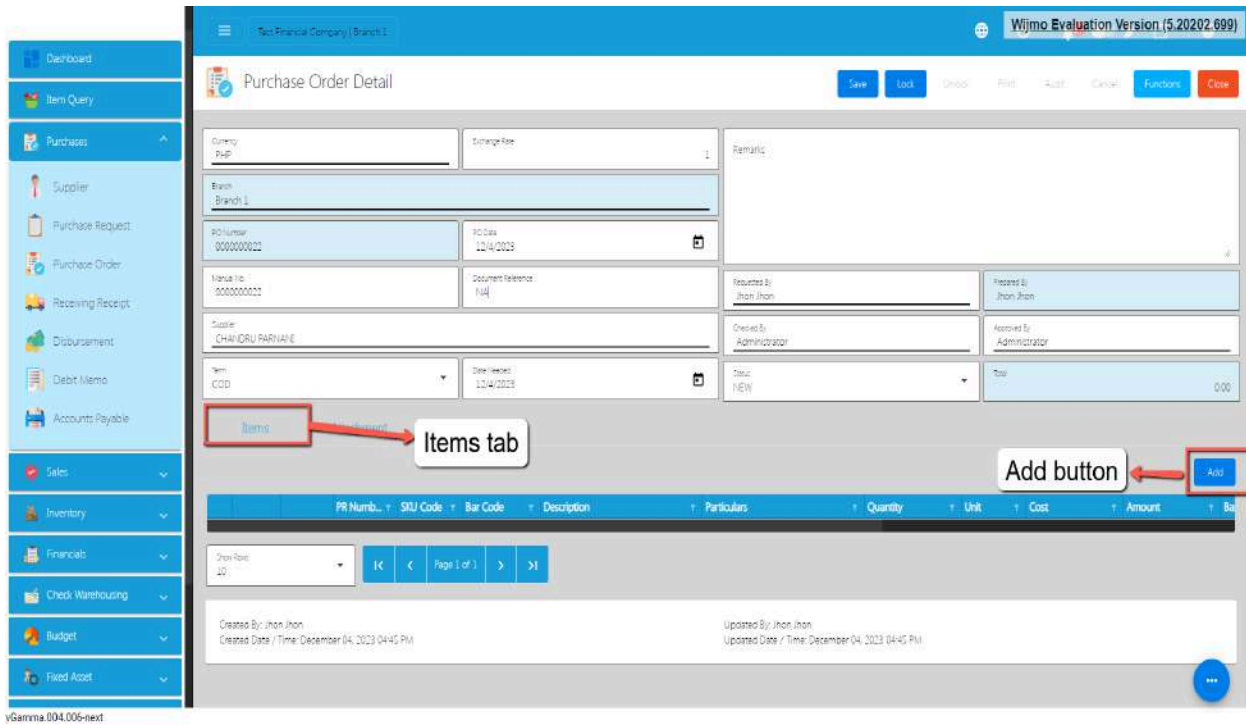 Test Financial Company | Branch 1
Wijmo Evaluation Version (5.20202.699)
Dashboard
Item Query
Purchases
Supplier
Purchase Request
Purchase Order
Receiving Receipt
Disbursement
Debit Memo
Accounts Payable
Sales
Inventory
Financials
Check Warehousing
Budget
Fixed Asset
Purchase Order Detail
Save Lock Unlock Print Audit Cancel Functions Close
Currency
PHP
Exchange Rate
1
Remarks
Branch
Branch 1
PO Number
0000000022
PO Date
12/4/2023
Manual No.
0000000022
Document Reference
NA
Requested By
Jhon Jhon
Prepared By
Jhon Jhon
Supplier
CHANDRU PARNANI
Checked By
Administrator
Approved By
Administrator
Term
COD
Date Needed
12/4/2023
Status
NEW
Total
0.00
Items
Items tab
Add button
Add
PR Numb... SKU Code Bar Code Description Particulars Quantity Unit Cost Amount Ba
Show Rows
10
Page 1 of 1
Created By: Jhon Jhon
Created Date / Time: December 04, 2023 04:45 PM
Updated By: Jhon Jhon
Updated Date / Time: December 04, 2023 04:45 PM
vGamma.004.006-next